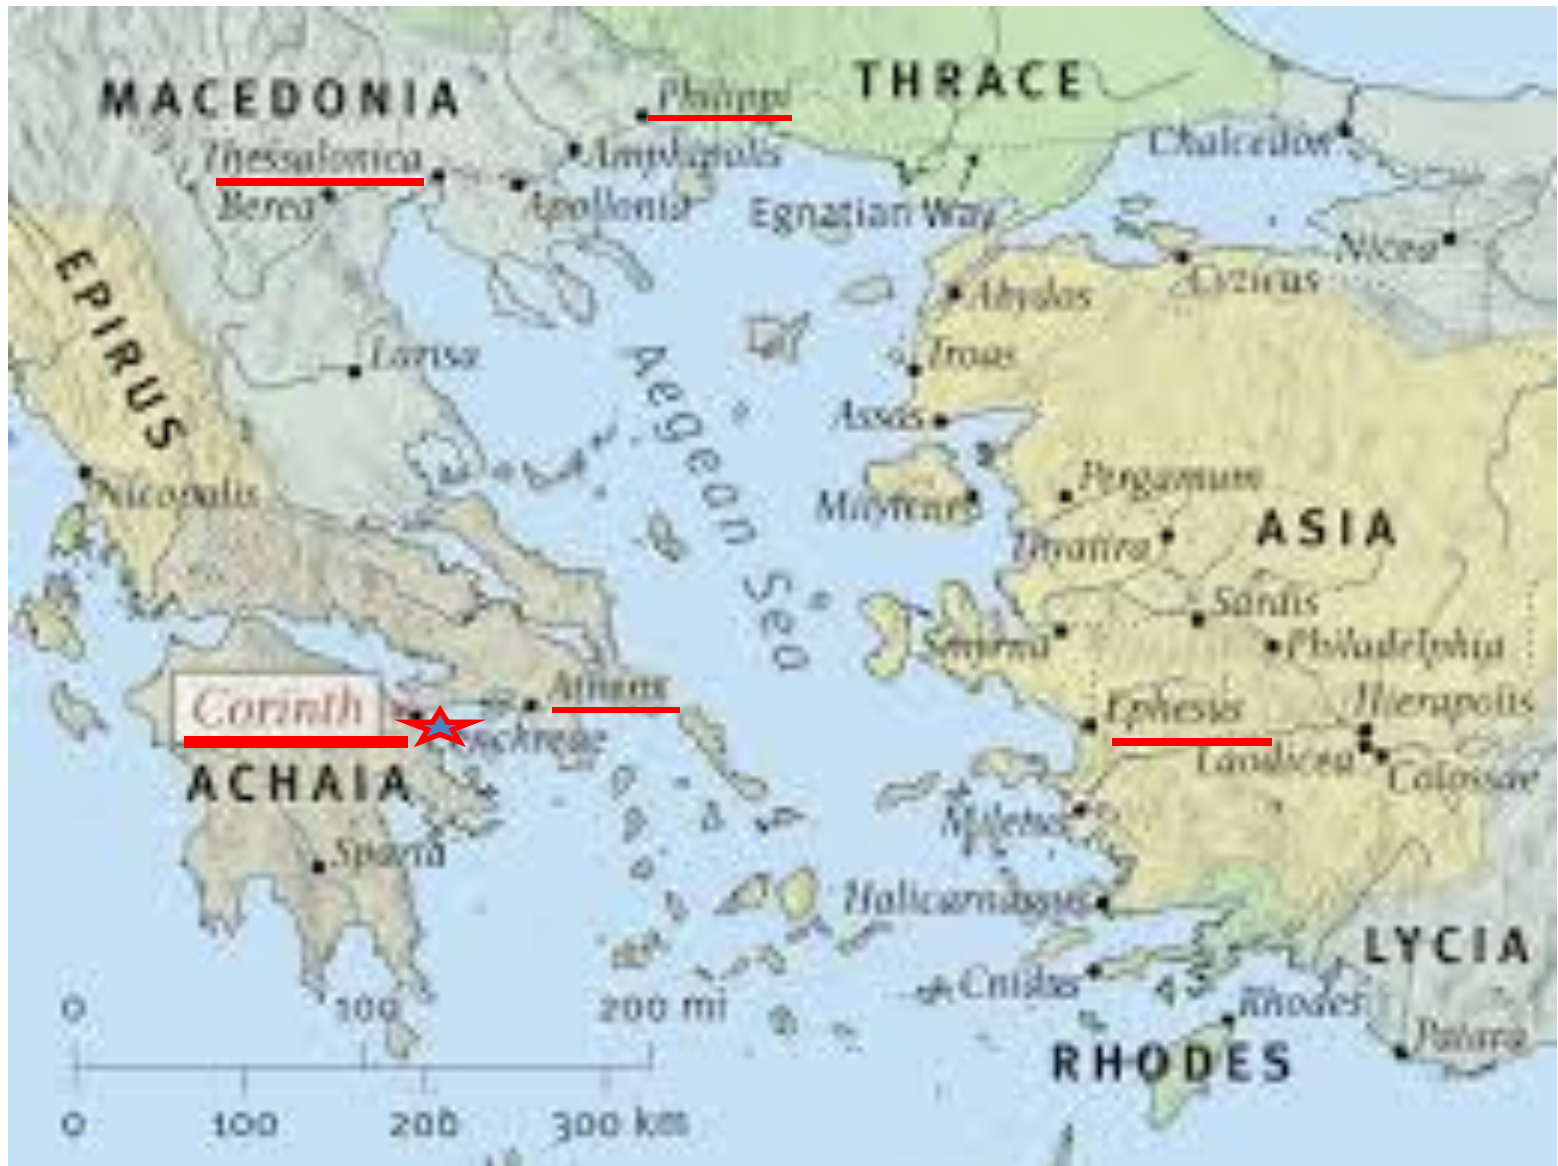 MACEDONIA
THRACE
Philippi
Thessalonica
Amphipolis
Chalcedon
Berea
Apollonia
Egnatian Way
Nicea
EPIRUS
Cyzicus
Abydos
Larisa
Troas
Aegean Sea
Assos
Nicopolis
Pergamum
ASIA
Thyatira
Sardis
Smyrna
Philadelphia
Corinth
Athens
Ephesus
Hierapolis
Laodicea
Colossae
ACHAIA
Miletus
Sparta
Halicarnassus
LYCIA
Cnidus
Rhodes
0 100 200 mi
RHODES
Patara
0 100 200 300 km